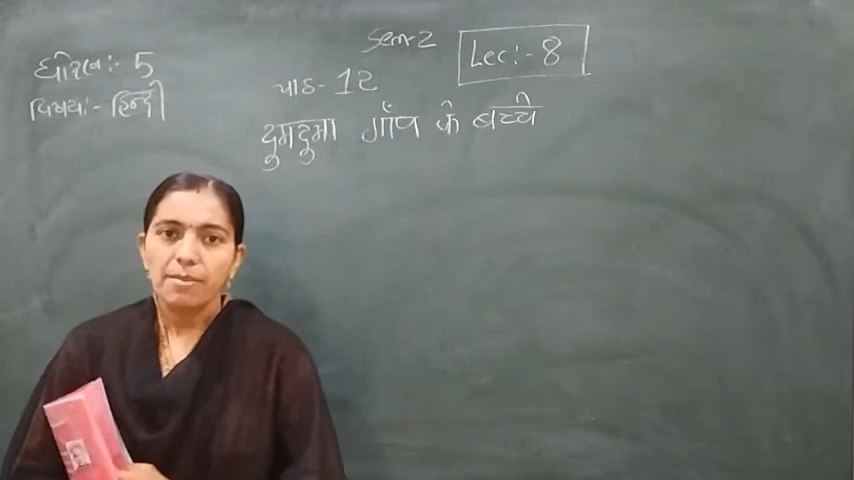 Sem-2
Lec:- 8
ધોરણ:- 5
पाठ- 12
વિષય:- हिन्दी
दुमदुमा गाँव के बच्चे